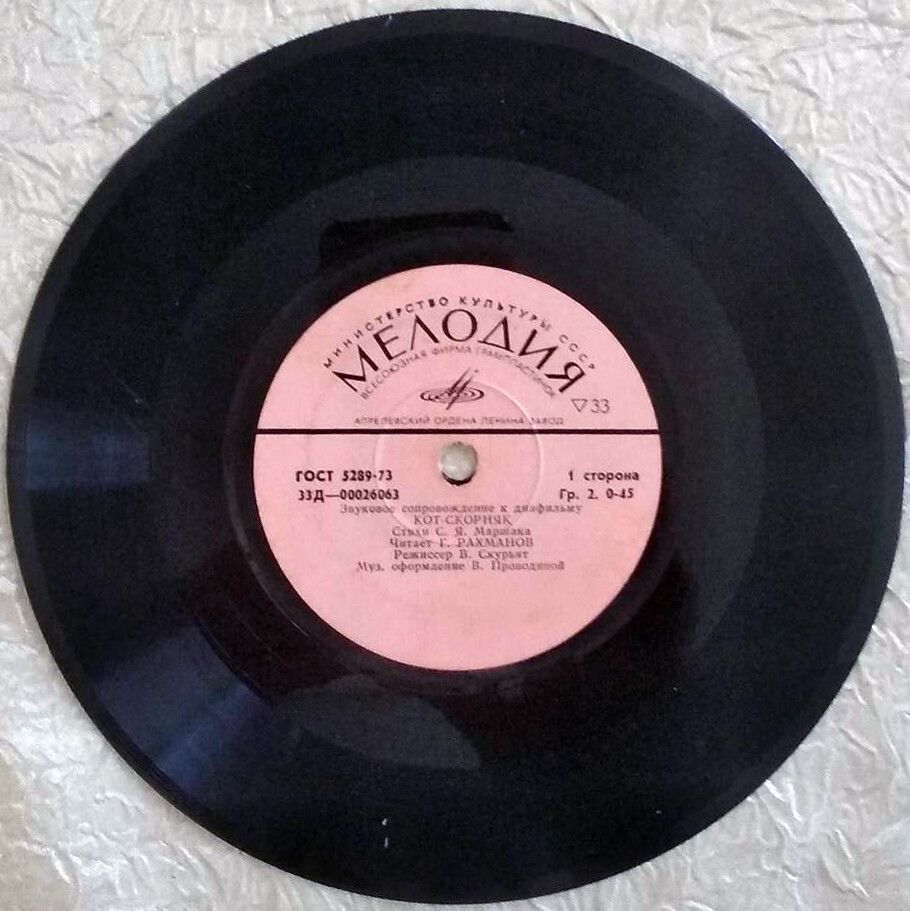 МИНИСТЕРСТВО КУЛЬТУРЫ СССР
МЕЛОДИЯ
ВСЕСОЮЗНАЯ ФИРМА ГРАМПЛАСТИНОК
▽33
АПРЕЛЕВСКИЙ ОРДЕНА ЛЕНИНА ЗАВОД
ГОСТ 5289-73
1 сторона
33Д—00026063
Гр. 2. 0-45
Звуковое сопровождение к диафильму
КОТ-СКОРНЯК
Стихи С. Я. Маршака
Читает Г. РАХМАНОВ
Режиссер В. Скурьят
Муз. оформление В. Проводиной